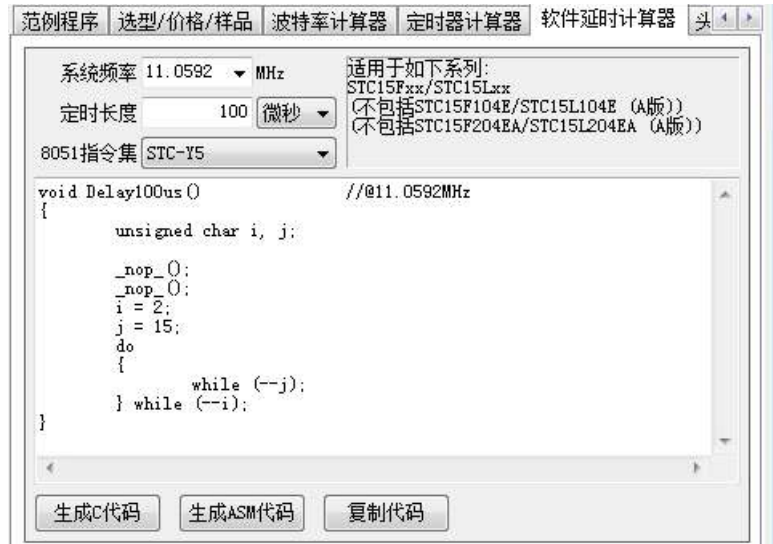 范例程序 选型/价格/样品 波特率计算器 定时器计算器 软件延时计算器 头
系统频率 11.0592 MHz
定时长度 100 微秒
8051指令集 STC-Y5
适用于如下系列:
STC15Fxx/STC15Lxx
(不包括STC15F104E/STC15L104E (A版))
(不包括STC15F204EA/STC15L204EA (A版))
void Delay100us() //@11.0592MHz
{
unsigned char i, j;
_nop_();
_nop_();
i = 2;
j = 15;
do
{
while (--j);
} while (--i);
}
生成C代码 生成ASM代码 复制代码